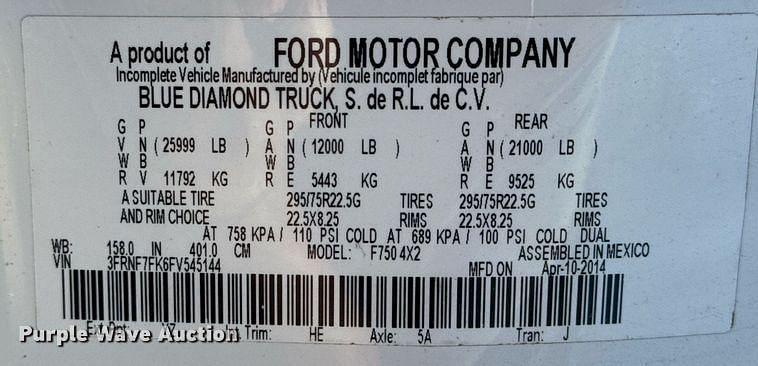 A product of FORD MOTOR COMPANY
Incomplete Vehicle Manufactured by (Vehicule incomplet fabrique par)
BLUE DIAMOND TRUCK, S. de R.L. de C.V.
G P G P FRONT G P REAR
V N ( 25999 LB ) A N ( 12000 LB ) A N ( 21000 LB )
W B W B W B
R V 11792 KG R E 5443 KG R E 9525 KG
A SUITABLE TIRE 295/75R22.5G TIRES 295/75R22.5G TIRES
AND RIM CHOICE 22.5X8.25 RIMS 22.5X8.25 RIMS
AT 758 KPA / 110 PSI COLD AT 689 KPA / 100 PSI COLD DUAL
WB: 158.0 IN 401.0 CM MODEL: F750 4X2 ASSEMBLED IN MEXICO
VIN 3FRNF7FK6FV545144 MFD ON Apr-10-2014
Int. Trim: HE Axle: 5A Tran: J
Purple Wave Auction